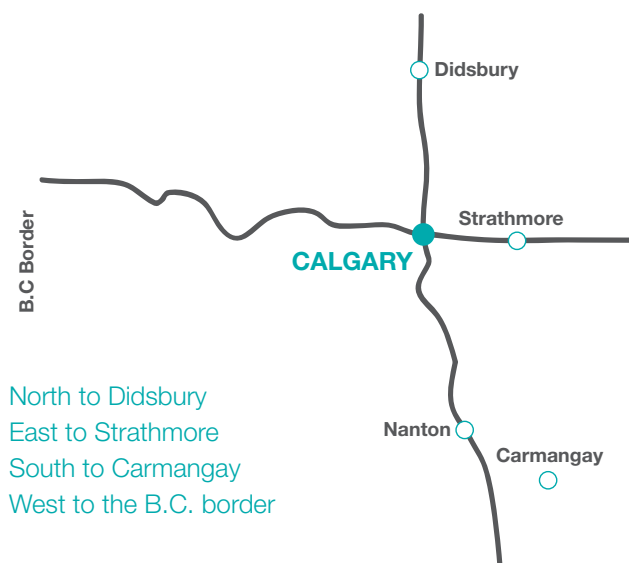 Didsbury
Strathmore
CALGARY
B.C Border
North to Didsbury
East to Strathmore
South to Carmangay
West to the B.C. border
Nanton
Carmangay